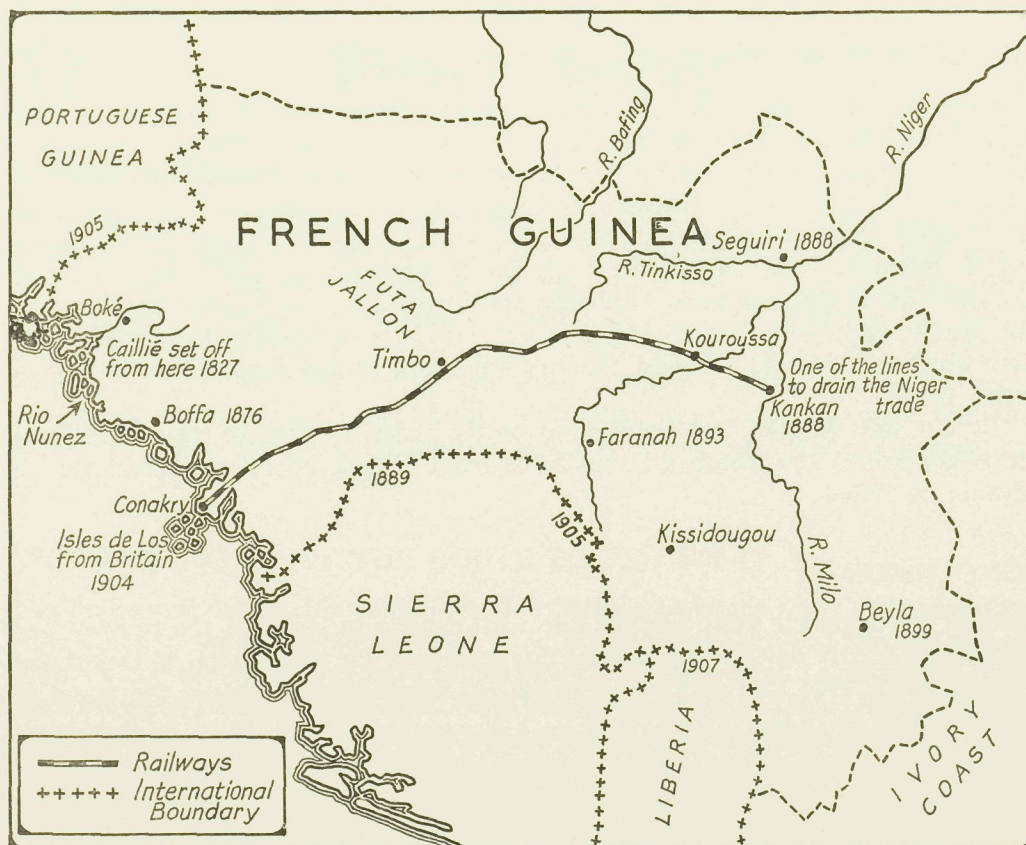 PORTUGUESE
GUINEA
R. Bafing
R. Niger
1905
FRENCH GUINEA
Seguiri 1888
R. Tinkisso
FUTA
JALLON
Boké
Caillié set off
from here 1827
Timbo
Kouroussa
One of the lines
to drain the Niger
trade
Kankan
1888
Rio
Nunez
Boffa 1876
Faranah 1893
1889
Conakry
1905
Isles de Los
from Britain
1904
Kissidougou
R. Milo
SIERRA
LEONE
Beyla
1899
1907
LIBERIA
IVORY
COAST
Railways
International
Boundary